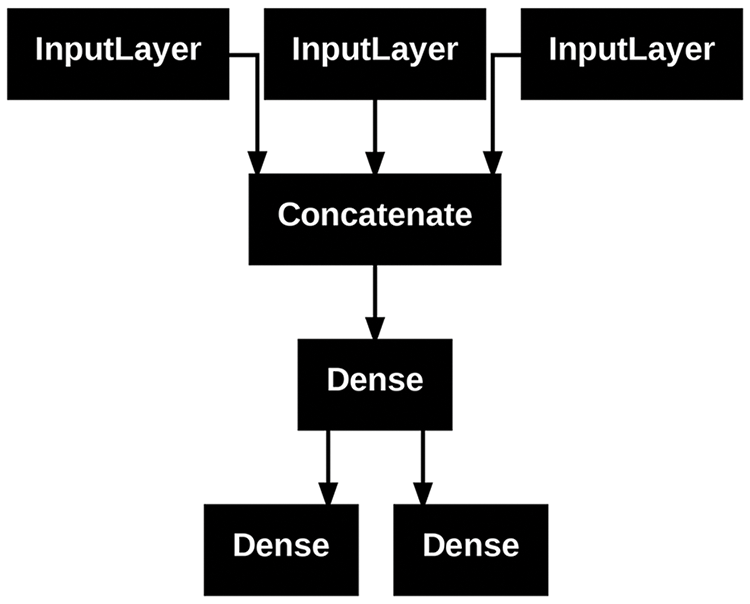 InputLayer
InputLayer
InputLayer
Concatenate
Dense
Dense
Dense